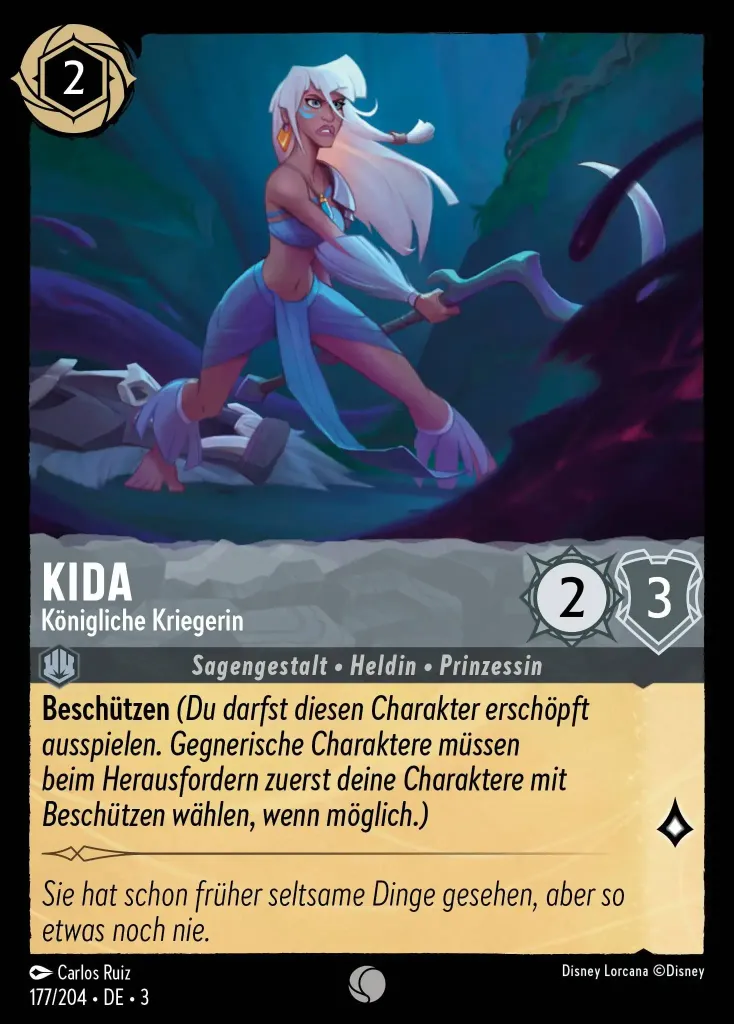 2
KIDA
Königliche Kriegerin
2
3
Sagengestalt • Heldin • Prinzessin
Beschützen (Du darfst diesen Charakter erschöpft
ausspielen. Gegnerische Charaktere müssen
beim Herausfordern zuerst deine Charaktere mit
Beschützen wählen, wenn möglich.)
Sie hat schon früher seltsame Dinge gesehen, aber so
etwas noch nie.
Carlos Ruiz
Disney Lorcana ©Disney
177/204 • DE • 3